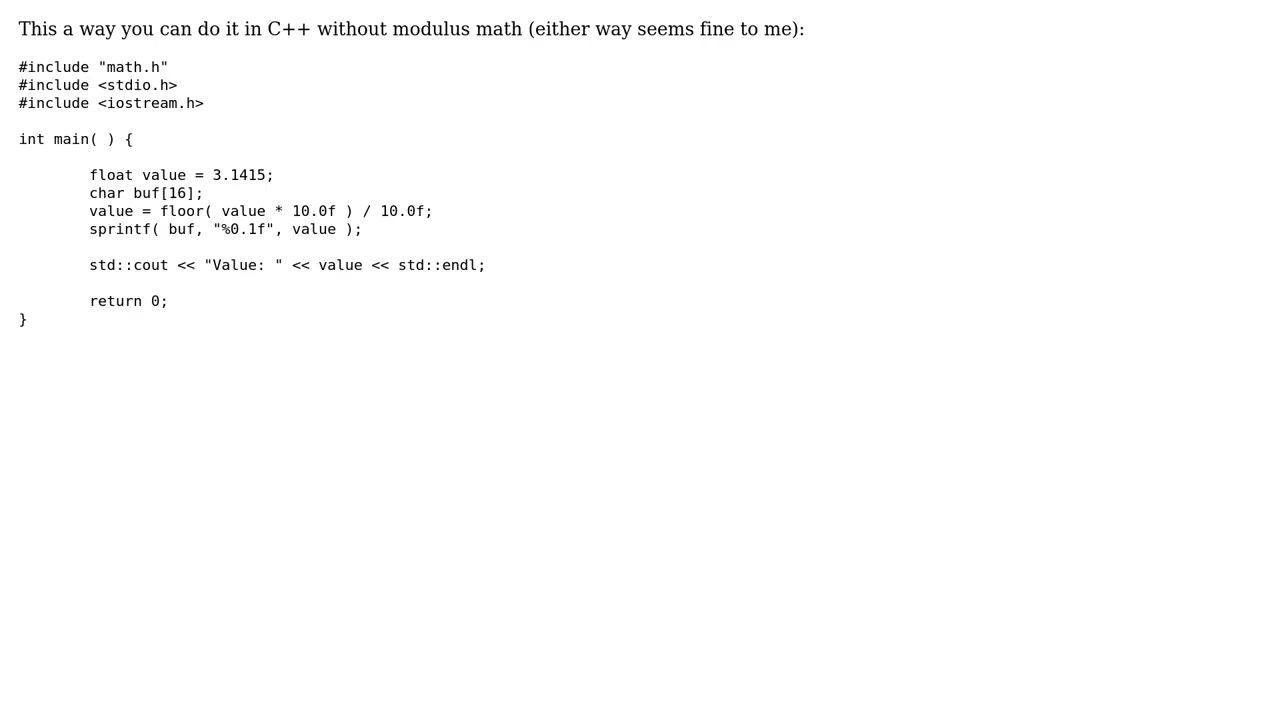 This a way you can do it in C++ without modulus math (either way seems fine to me):
#include "math.h"
#include <stdio.h>
#include <iostream.h>
int main( ) {
float value = 3.1415;
char buf[16];
value = floor( value * 10.0f ) / 10.0f;
sprintf( buf, "%0.1f", value );
std::cout << "Value: " << value << std::endl;
return 0;
}